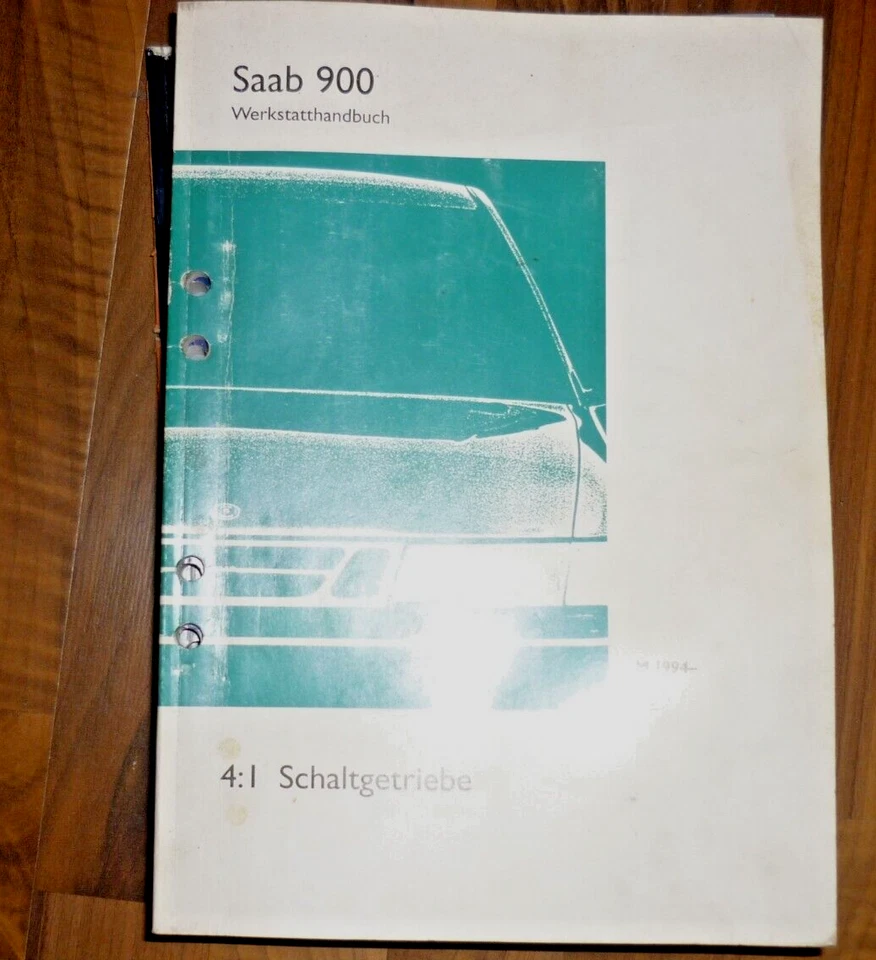 Saab 900
Werkstatthandbuch
M 1994-
4:1 Schaltgetriebe